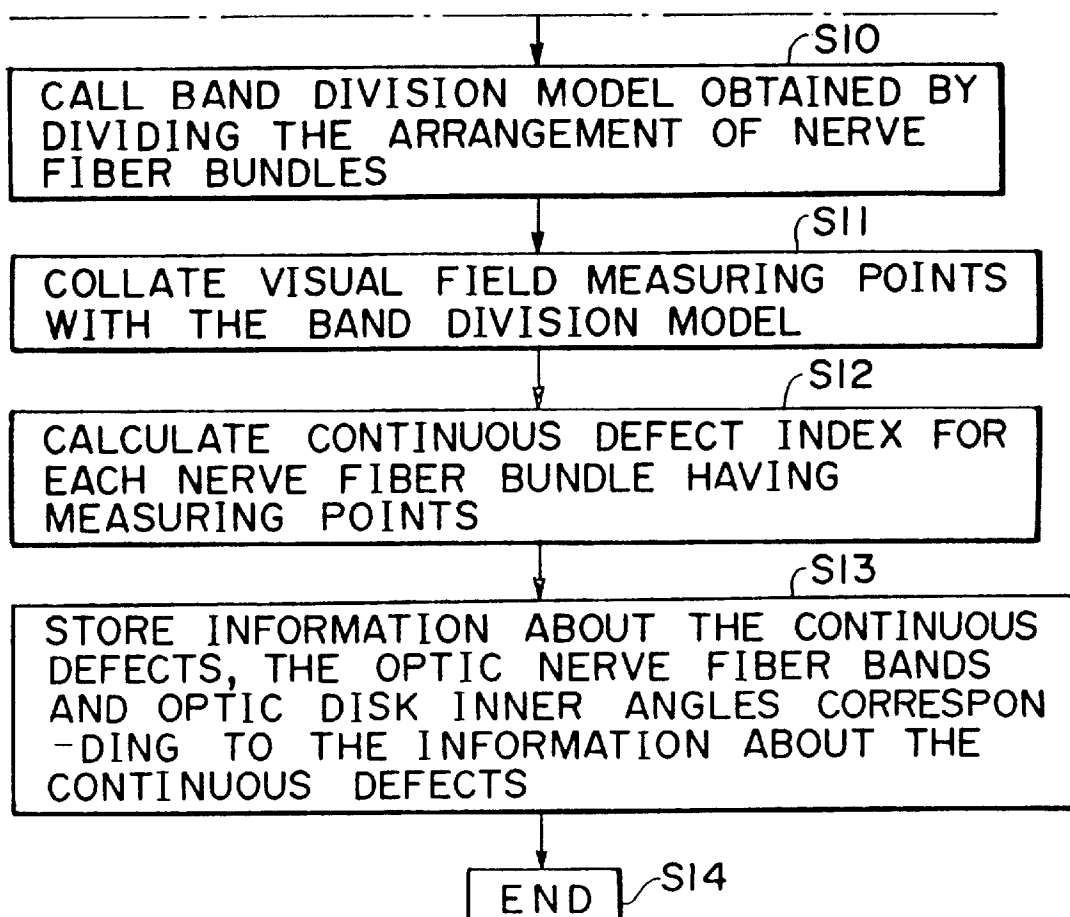 S10
CALL BAND DIVISION MODEL OBTAINED BY
DIVIDING THE ARRANGEMENT OF NERVE
FIBER BUNDLES
S11
COLLATE VISUAL FIELD MEASURING POINTS
WITH THE BAND DIVISION MODEL
S12
CALCULATE CONTINUOUS DEFECT INDEX FOR
EACH NERVE FIBER BUNDLE HAVING
MEASURING POINTS
S13
STORE INFORMATION ABOUT THE CONTINUOUS
DEFECTS, THE OPTIC NERVE FIBER BANDS
AND OPTIC DISK INNER ANGLES CORRESPON
-DING TO THE INFORMATION ABOUT THE
CONTINUOUS DEFECTS
END
S14